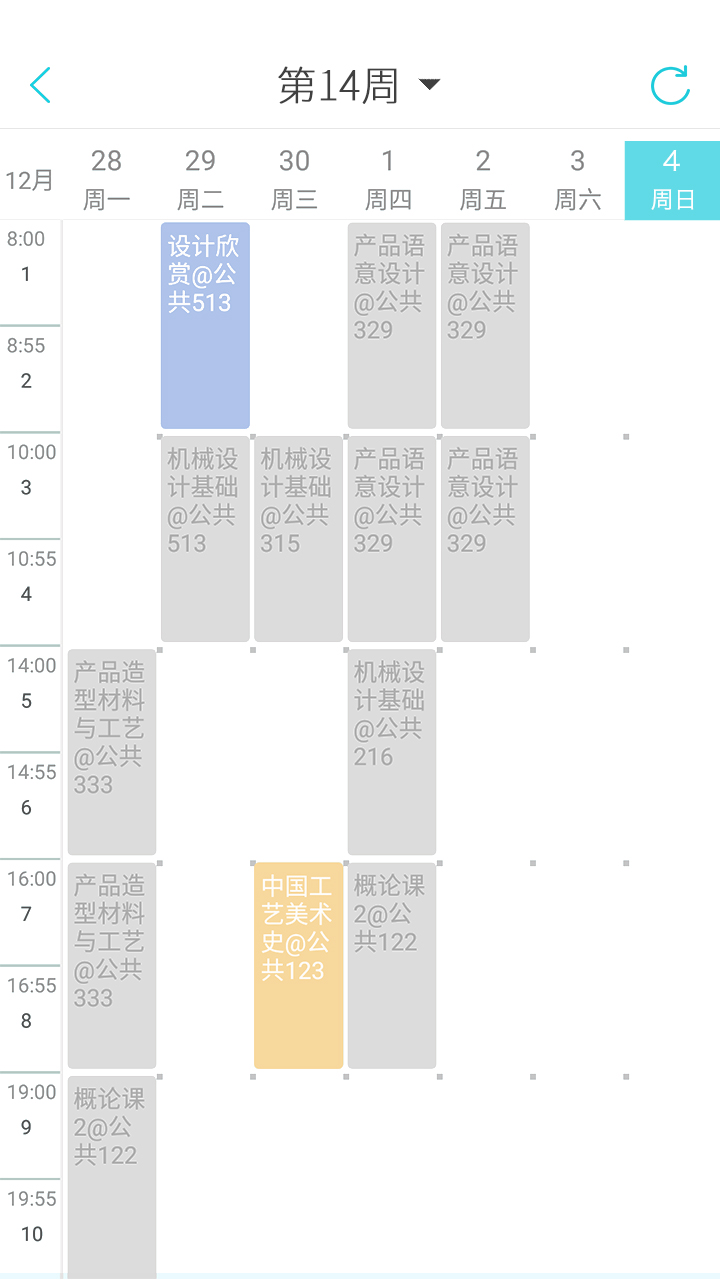 第14周
12月
28
周一
29
周二
30
周三
1
周四
2
周五
3
周六
4
周日
8:00
1
8:55
2
10:00
3
10:55
4
14:00
5
14:55
6
16:00
7
16:55
8
19:00
9
19:55
10
产品造
型材料
与工艺
@公共
333
产品造
型材料
与工艺
@公共
333
概论课
2@公
共122
设计欣
赏@公
共513
机械设
计基础
@公共
513
机械设
计基础
@公共
315
中国工
艺美术
史@公
共123
产品语
意设计
@公共
329
产品语
意设计
@公共
329
机械设
计基础
@公共
216
概论课
2@公
共122
产品语
意设计
@公共
329
产品语
意设计
@公共
329